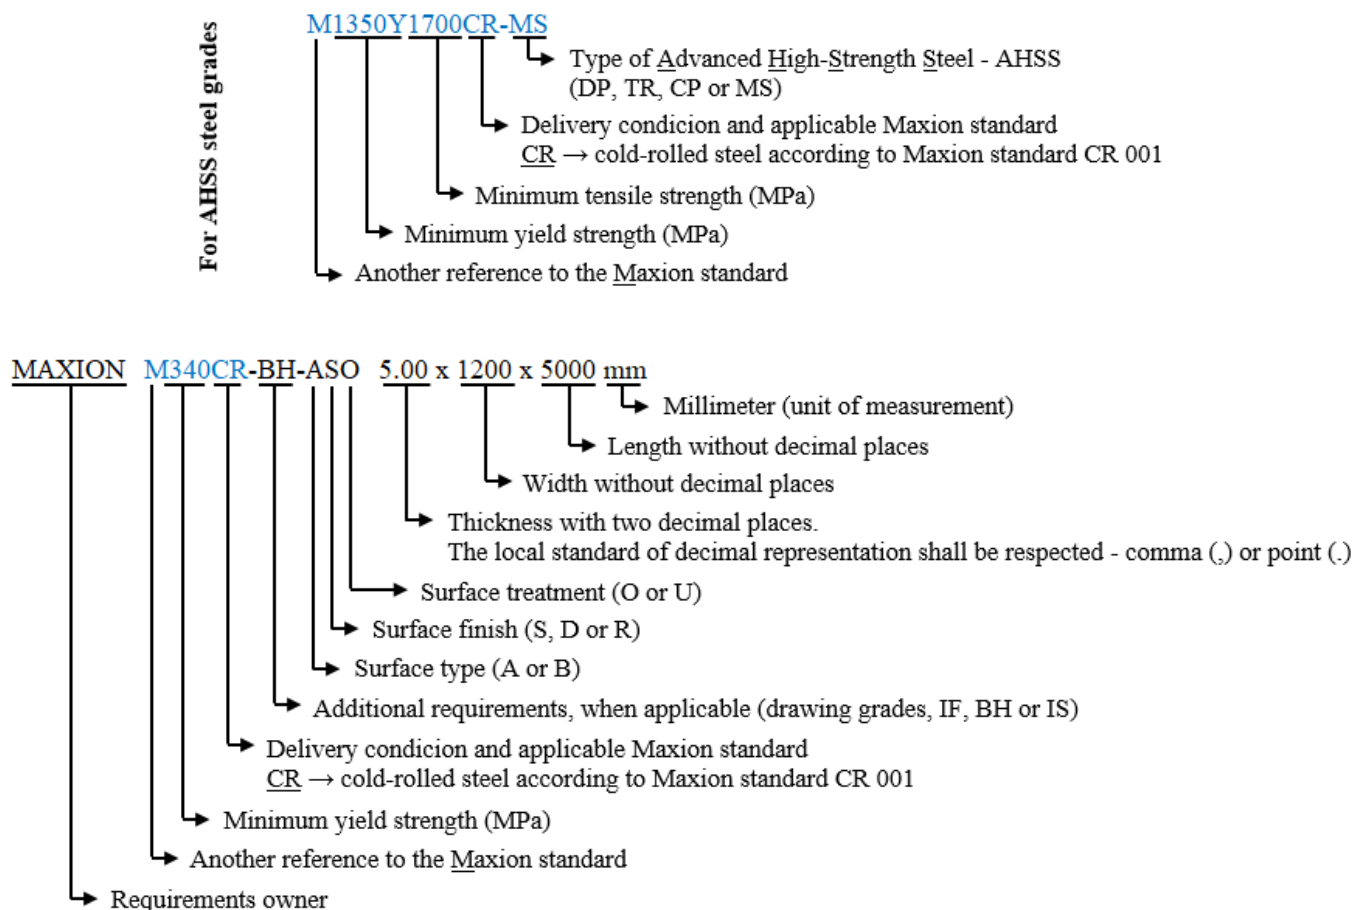 For AHSS steel grades
M1350Y1700CR-MS
Type of Advanced High-Strength Steel - AHSS
(DP, TR, CP or MS)
Delivery condicion and applicable Maxion standard
CR → cold-rolled steel according to Maxion standard CR 001
Minimum tensile strength (MPa)
Minimum yield strength (MPa)
Another reference to the Maxion standard
MAXION M340CR-BH-ASO 5.00 x 1200 x 5000 mm
Millimeter (unit of measurement)
Length without decimal places
Width without decimal places
Thickness with two decimal places.
The local standard of decimal representation shall be respected - comma (,) or point (.)
Surface treatment (O or U)
Surface finish (S, D or R)
Surface type (A or B)
Additional requirements, when applicable (drawing grades, IF, BH or IS)
Delivery condicion and applicable Maxion standard
CR → cold-rolled steel according to Maxion standard CR 001
Minimum yield strength (MPa)
Another reference to the Maxion standard
Requirements owner